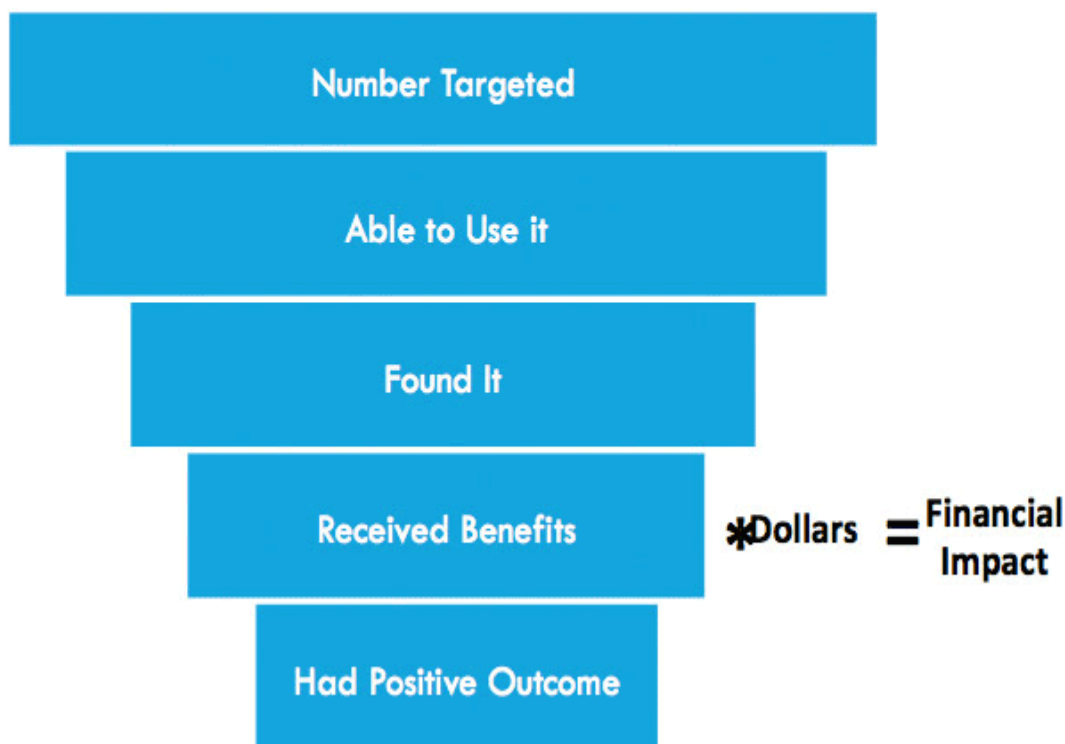 Number Targeted
Able to Use it
Found It
Received Benefits
*Dollars = Financial
Impact
Had Positive Outcome